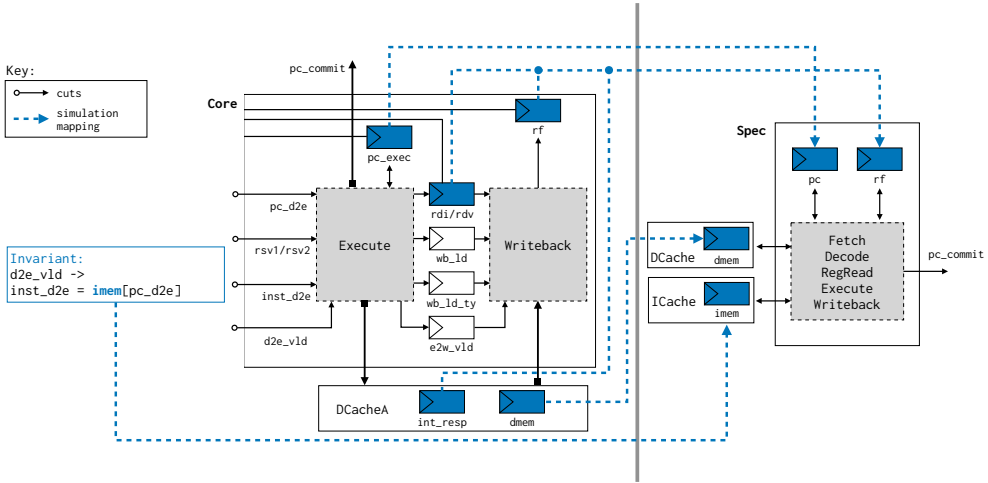 Key:
cuts
simulation
mapping
pc_commit
Core
rf
pc_exec
pc_d2e
rdi/rdv
rsv1/rsv2
Execute
Writeback
wb_ld
inst_d2e
wb_ld_ty
d2e_vld
e2w_vld
Invariant:
d2e_vld ->
inst_d2e = imem[pc_d2e]
DCacheA
int_resp
dmem
Spec
pc
rf
DCache
dmem
ICache
imem
Fetch
Decode
RegRead
Execute
Writeback
pc_commit